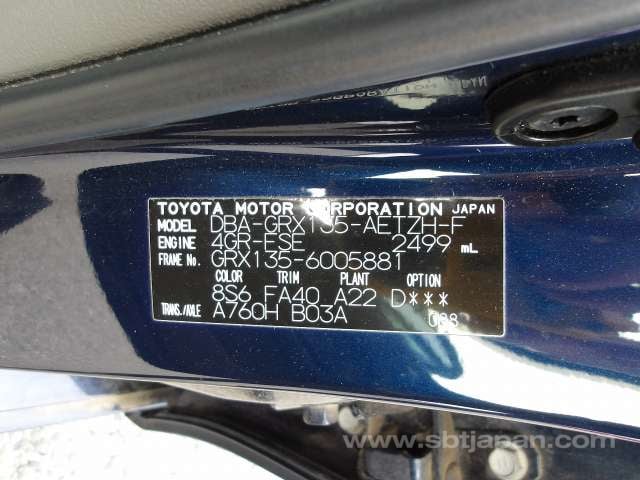 TOYOTA MOTOR CORPORATION JAPAN
MODEL DBA-GRX135-AETZH-F
ENGINE 4GR-FSE 2499 mL
FRAME No. GRX135-6005881
COLOR TRIM PLANT OPTION
8S6 FA40 A22 D***
TRANS./AXLE A760H B03A 088
www.sbtjapan.com